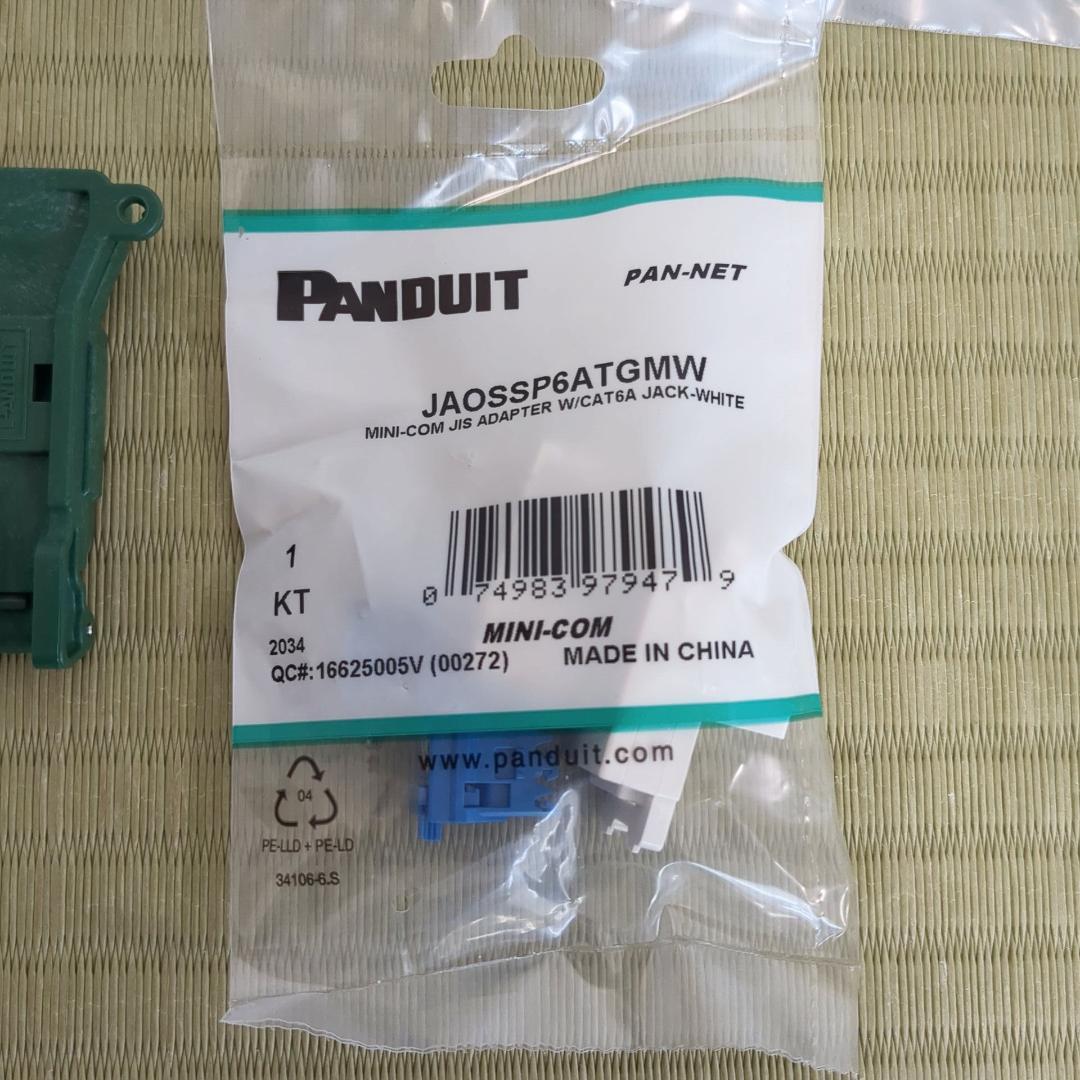 PANDUIT
PAN-NET
JAOSSP6ATGMW
MINI-COM JIS ADAPTER W/CAT6A JACK-WHITE
1
KT
0 74983 97947 9
MINI-COM
2034
QC#:16625005V (00272)
MADE IN CHINA
www.panduit.com
04
PE-LLD + PE-LD
34106-6.S
PANDUIT